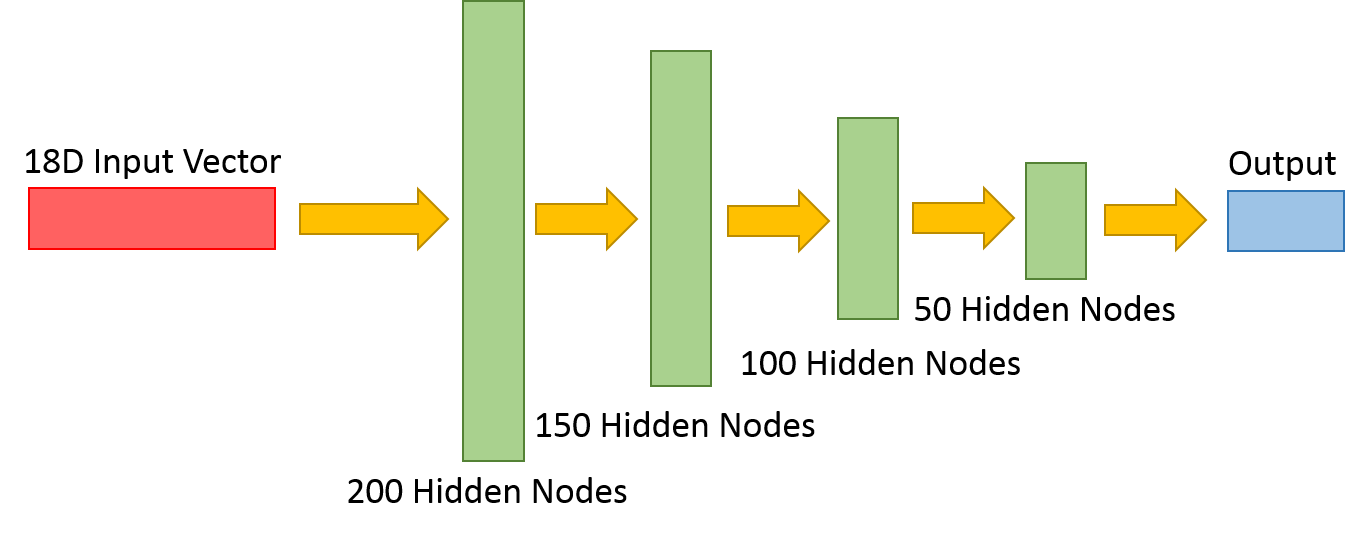 18D Input Vector
Output
50 Hidden Nodes
100 Hidden Nodes
150 Hidden Nodes
200 Hidden Nodes